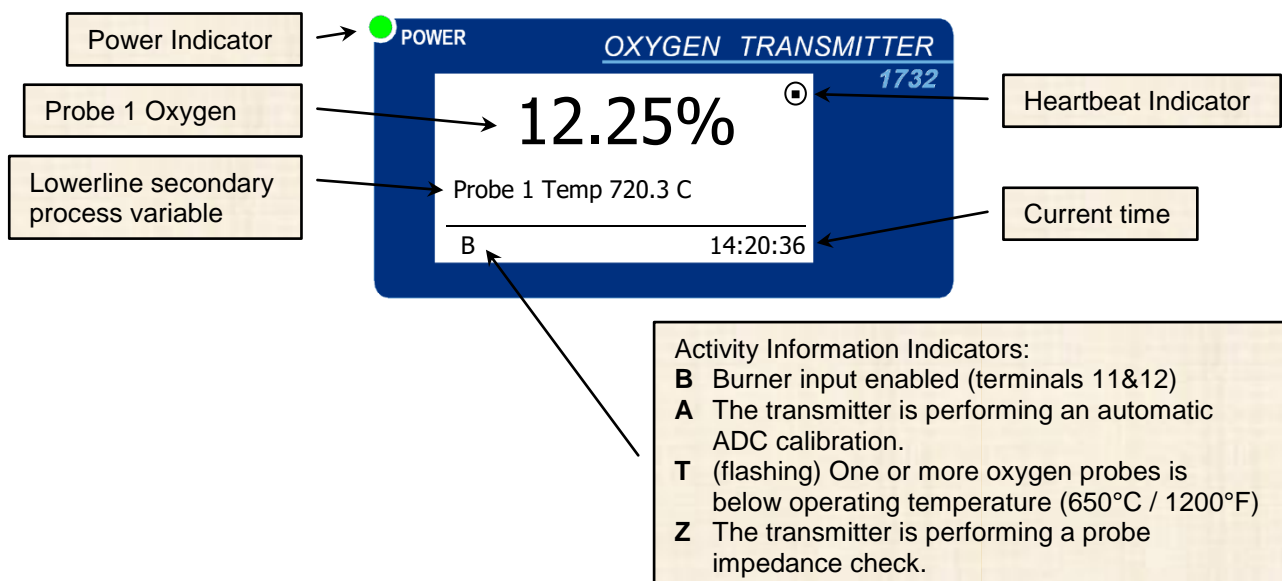 Power Indicator
Probe 1 Oxygen
Lowerline secondary
process variable
POWER
OXYGEN TRANSMITTER
1732
12.25%
Probe 1 Temp 720.3 C
B
14:20:36
Heartbeat Indicator
Current time
Activity Information Indicators:
B Burner input enabled (terminals 11&12)
A The transmitter is performing an automatic
ADC calibration.
T (flashing) One or more oxygen probes is
below operating temperature (650°C / 1200°F)
Z The transmitter is performing a probe
impedance check.